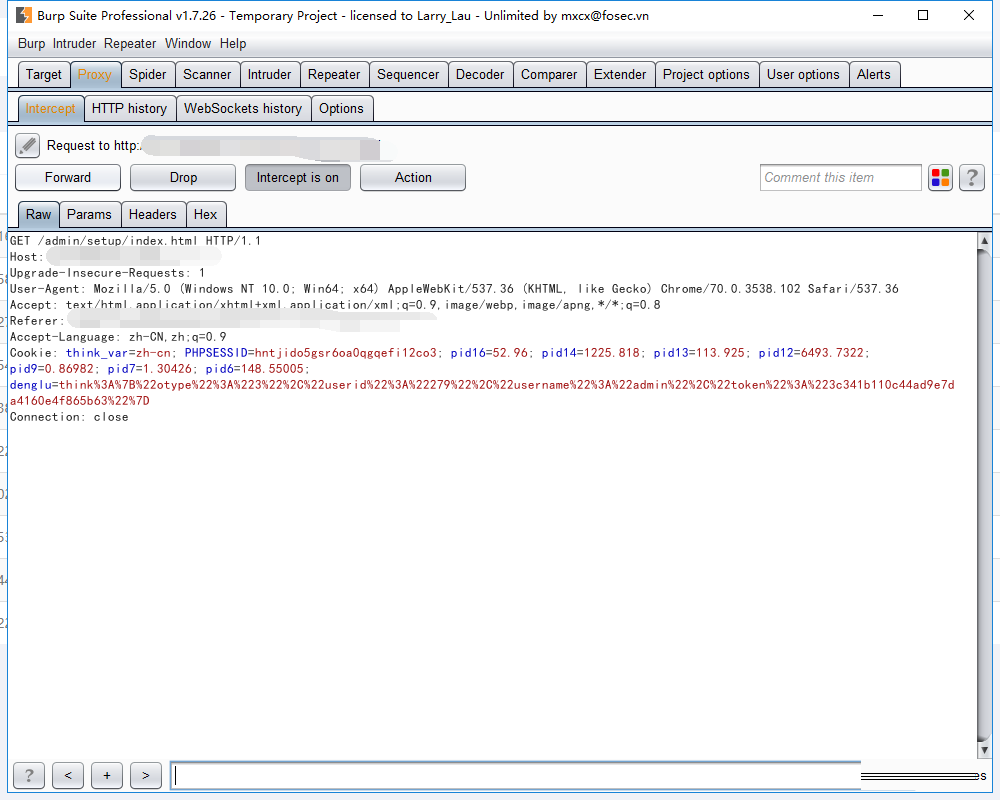 Burp Suite Professional v1.7.26 - Temporary Project - licensed to Larry_Lau - Unlimited by mxcx@fosec.vn
Burp Intruder Repeater Window Help
Target Proxy Spider Scanner Intruder Repeater Sequencer Decoder Comparer Extender Project options User options Alerts
Intercept HTTP history WebSockets history Options
Request to http:
Forward Drop Intercept is on Action Comment this item ?
Raw Params Headers Hex
GET /admin/setup/index.html HTTP/1.1
Host:
Upgrade-Insecure-Requests: 1
User-Agent: Mozilla/5.0 (Windows NT 10.0; Win64; x64) AppleWebKit/537.36 (KHTML, like Gecko) Chrome/70.0.3538.102 Safari/537.36
Accept: text/html,application/xhtml+xml,application/xml;q=0.9,image/webp,image/apng,*/*;q=0.8
Referer:
Accept-Language: zh-CN,zh;q=0.9
Cookie: think_var=zh-cn; PHPSESSID=hntjido5gsr6oa0qgqefi12co3; pid16=52.96; pid14=1225.818; pid13=113.925; pid12=6493.7322;
pid9=0.86982; pid7=1.30426; pid6=148.55005;
denglu=think%3A%7B%22otype%22%3A%223%22%2C%22userid%22%3A%22279%22%2C%22username%22%3A%22admin%22%2C%22token%22%3A%223c341b110c44ad9e7d
a4160e4f865b63%22%7D
Connection: close
? < + >